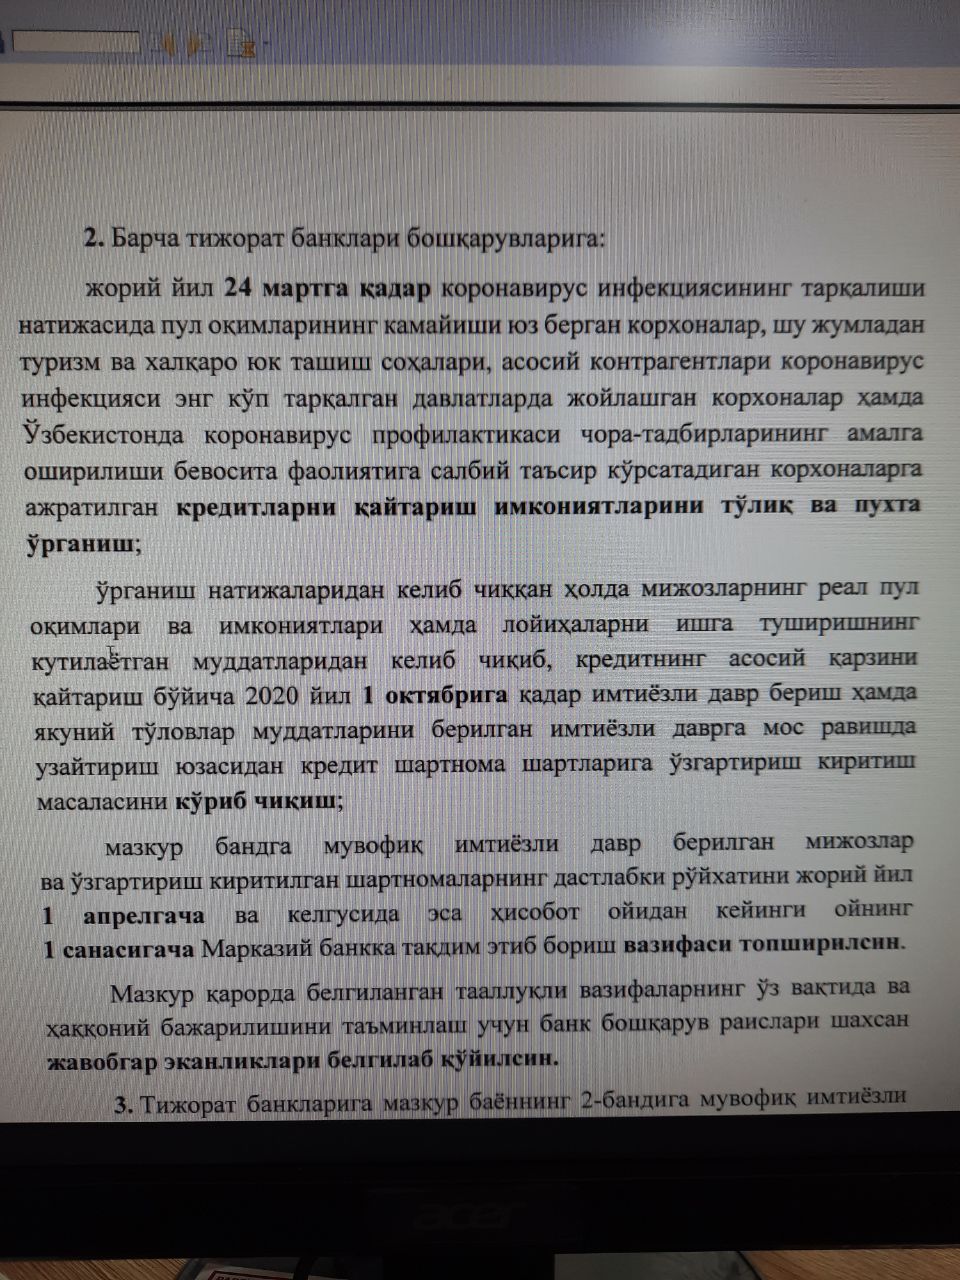 2. Барча тижорат банклари бошқарувларига:
жорий йил 24 мартга қадар коронавирус инфекциясининг тарқалиши
натижасида пул оқимларининг камайиши юз берган корхоналар, шу жумладан
туризм ва халқаро юк ташиш соҳалари, асосий контрагентлари коронавирус
инфекцияси энг кўп тарқалган давлатларда жойлашган корхоналар ҳамда
Ўзбекистонда коронавирус профилактикаси чора-тадбирларининг амалга
оширилиши бевосита фаолиятига салбий таъсир кўрсатадиган корхоналарга
ажратилган кредитларни қайтариш имкониятларини тўлиқ ва пухта
ўрганиш;
ўрганиш натижаларидан келиб чиққан ҳолда мижозларнинг реал пул
оқимлари ва имкониятлари ҳамда лойиҳаларни ишга туширишнинг
кутилаётган муддатларидан келиб чиқиб, кредитнинг асосий қарзини
қайтариш бўйича 2020 йил 1 октябрига қадар имтиёзли давр бериш ҳамда
якуний тўловлар муддатларини берилган имтиёзли даврга мос равишда
узайтириш юзасидан кредит шартнома шартларига ўзгартириш киритиш
масаласини кўриб чиқиш;
мазкур бандга мувофиқ имтиёзли давр берилган мижозлар
ва ўзгартириш киритилган шартномаларнинг дастлабки рўйхатини жорий йил
1 апрелгача ва келгусида эса ҳисобот ойидан кейинги ойнинг
1 санасигача Марказий банкка тақдим этиб бориш вазифаси топширилсин.
Мазкур қарорда белгиланган тааллуқли вазифаларнинг ўз вақтида ва
ҳаққоний бажарилишини таъминлаш учун банк бошқарув раислари шахсан
жавобгар эканликлари белгилаб қўйилсин.
3. Тижорат банкларига мазкур баённинг 2-бандига мувофиқ имтиёзли
acer